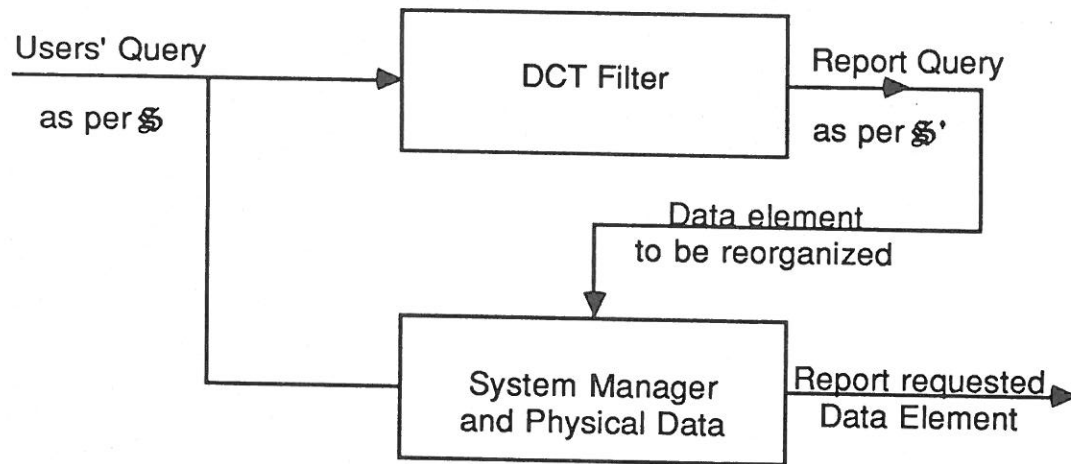 Users' Query
as per 𝕊
DCT Filter
Report Query
as per 𝕊'
Data element
to be reorganized
System Manager
and Physical Data
Report requested
Data Element